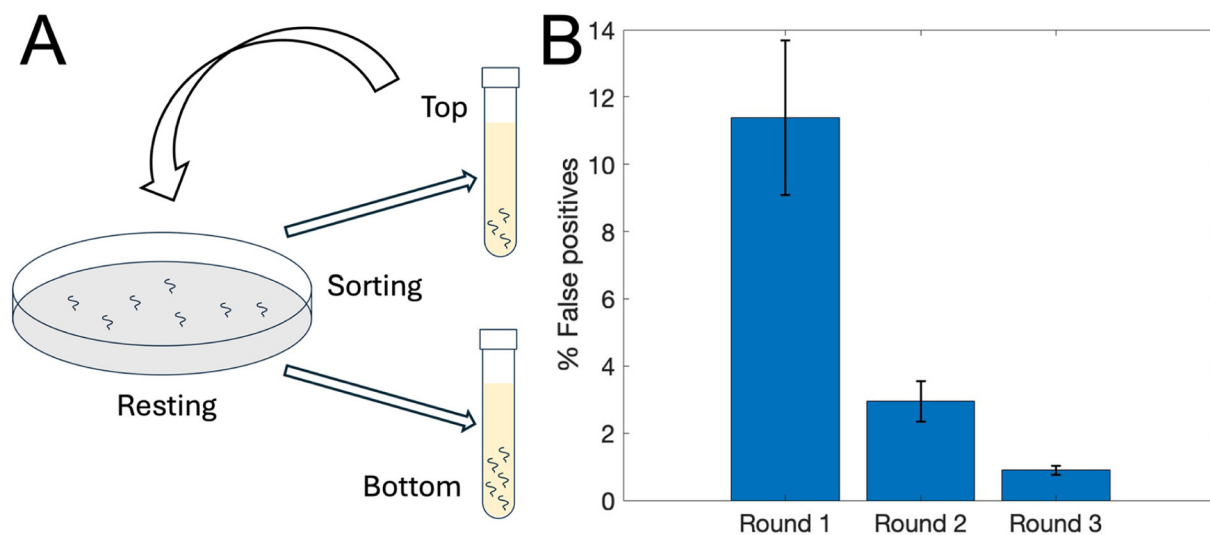 A
Top
Sorting
Resting
Bottom
B
% False positives
14
12
10
8
6
4
2
0
Round 1
Round 2
Round 3